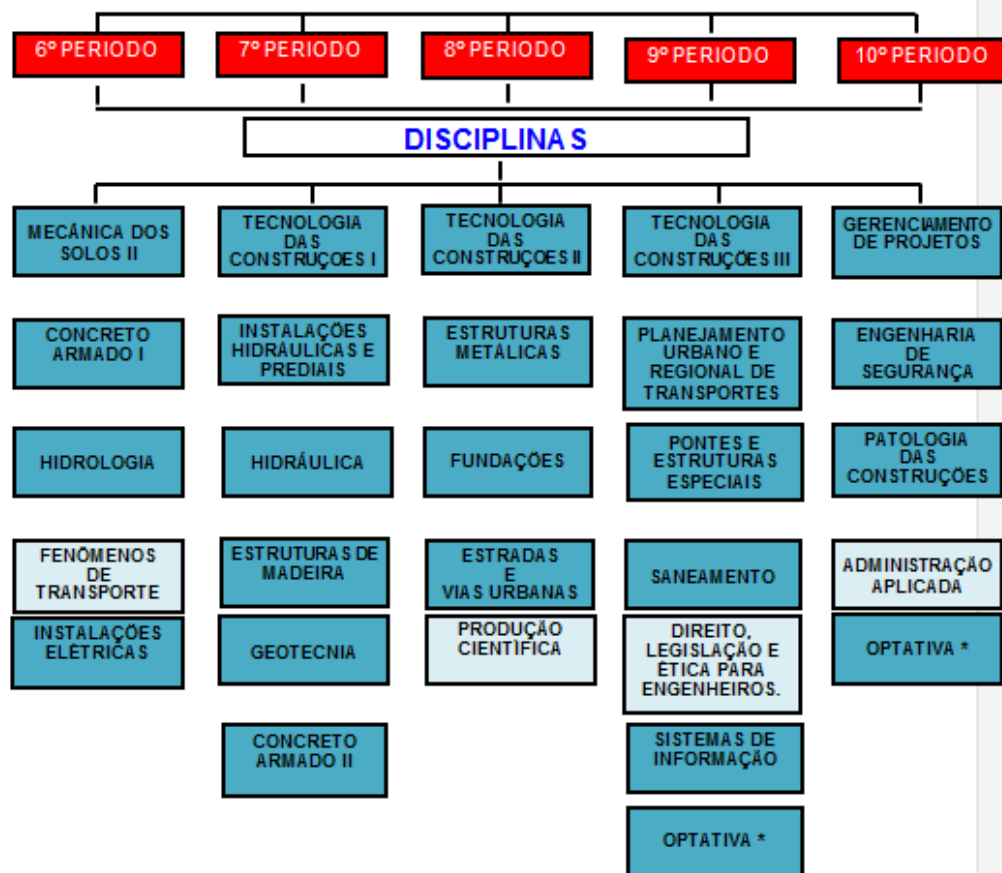 6º PERIODO
7º PERIODO
8º PERIODO
9º PERIODO
10º PERIODO
DISCIPLINAS
MECÂNICA DOS
SOLOS II
TECNOLOGIA
DAS
CONSTRUÇOES I
TECNOLOGIA
DAS
CONSTRUÇOES II
TECNOLOGIA
DAS
CONSTRUÇÕES III
GERENCIAMENTO
DE PROJETOS
CONCRETO
ARMADO I
INSTALAÇÕES
HIDRÁULICAS E
PREDIAIS
ESTRUTURAS
METÁLICAS
PLANEJAMENTO
URBANO E
REGIONAL DE
TRANSPORTES
ENGENHARIA
DE
SEGURANÇA
HIDROLOGIA
HIDRÁULICA
FUNDAÇÕES
PONTES E
ESTRUTURAS
ESPECIAIS
PATOLOGIA
DAS
CONSTRUÇÕES
FENÔMENOS
DE
TRANSPORTE
ESTRUTURAS DE
MADEIRA
ESTRADAS
E
VIAS URBANAS
SANEAMENTO
ADMINISTRAÇÃO
APLICADA
INSTALAÇÕES
ELÉTRICAS
GEOTECNIA
PRODUÇÃO
CIENTÍFICA
DIREITO,
LEGISLAÇÃO E
ÉTICA PARA
ENGENHEIROS.
OPTATIVA *
CONCRETO
ARMADO II
SISTEMAS DE
INFORMAÇÃO
OPTATIVA *